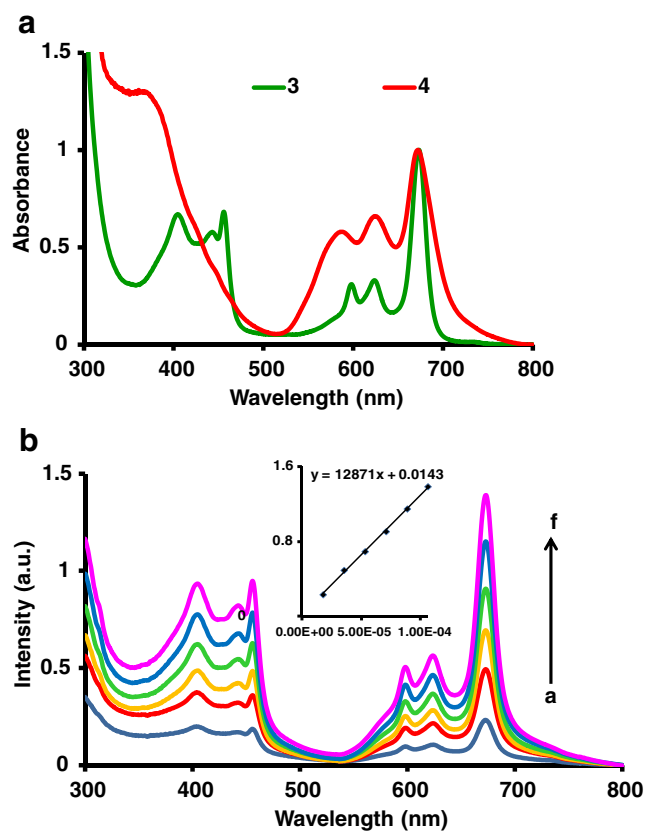 a
1.5
1
0.5
0
Absorbance
3
4
300
400
500
600
700
800
Wavelength (nm)
b
1.5
1
0.5
0
Intensity (a.u.)
1.6
0.8
0
y = 12871x + 0.0143
0.00E+00
5.00E-05
1.00E-04
f
a
300
400
500
600
700
800
Wavelength (nm)